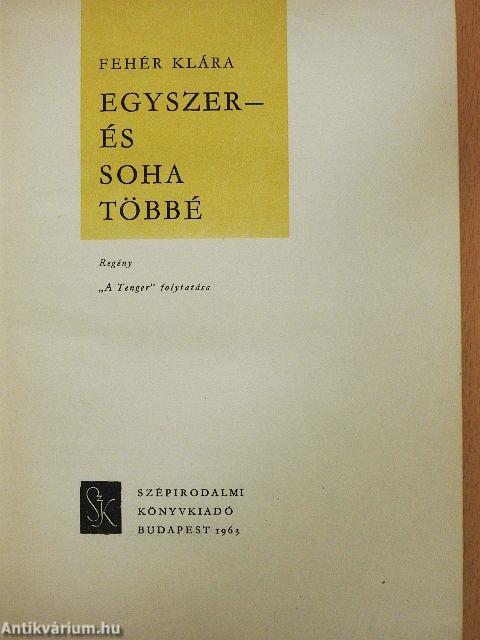 FEHÉR KLÁRA
EGYSZER—
ÉS
SOHA
TÖBBÉ
Regény
„A Tenger" folytatása
SZK
SZÉPIRODALMI
KÖNYVKIADÓ
BUDAPEST 1963
Antikvárium.hu